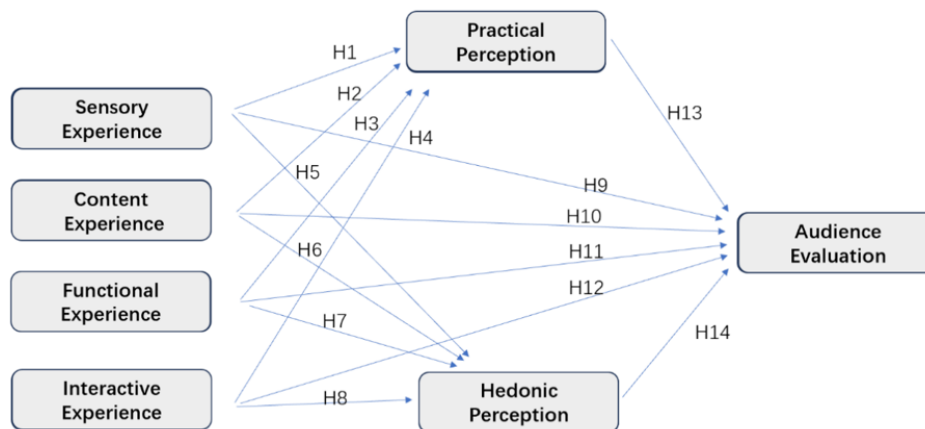 Practical
Perception
H1
H2
Sensory
Experience
H3
H4
H13
H5
H9
Content
Experience
H10
H6
Audience
Evaluation
H11
Functional
Experience
H12
H7
H14
Interactive
Experience
H8
Hedonic
Perception